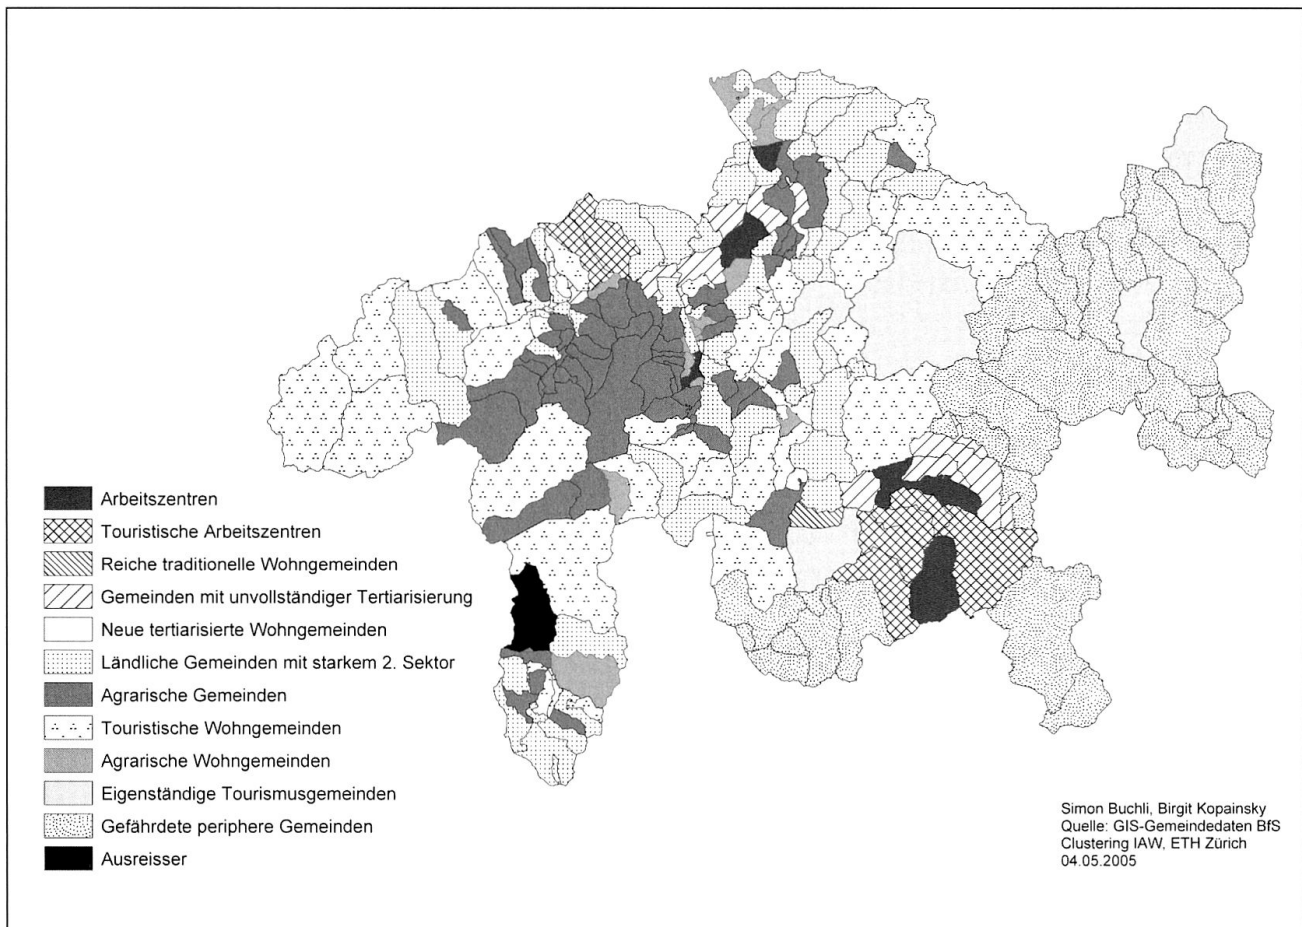 Arbeitszentren
Touristische Arbeitszentren
Reiche traditionelle Wohngemeinden
Gemeinden mit unvollständiger Tertiarisierung
Neue tertiarisierte Wohngemeinden
Ländliche Gemeinden mit starkem 2. Sektor
Agrarische Gemeinden
Touristische Wohngemeinden
Agrarische Wohngemeinden
Eigenständige Tourismusgemeinden
Gefährdete periphere Gemeinden
Ausreisser
Simon Buchli, Birgit Kopainsky
Quelle: GIS-Gemeindedaten BfS
Clustering IAW, ETH Zürich
04.05.2005